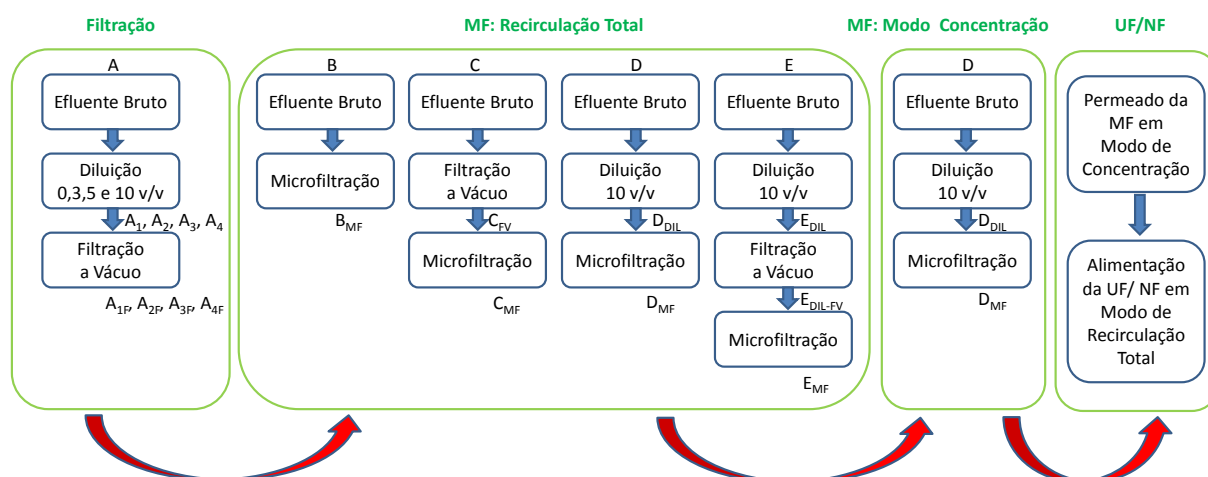 Filtração
A
Efluente Bruto
Diluição
0,3,5 e 10 v/v
A1, A2, A3, A4
Filtração
a Vácuo
A1F, A2F, A3F, A4F
MF: Recirculação Total
B
Efluente Bruto
Microfiltração
BMF
C
Efluente Bruto
Filtração
a Vácuo
CFV
Microfiltração
CMF
D
Efluente Bruto
Diluição
10 v/v
DDIL
Microfiltração
DMF
E
Efluente Bruto
Diluição
10 v/v
EDIL
Filtração
a Vácuo
EDIL-FV
Microfiltração
EMF
MF: Modo Concentração
D
Efluente Bruto
Diluição
10 v/v
DDIL
Microfiltração
DMF
UF/NF
Permeado da
MF em
Modo de
Concentração
Alimentação
da UF/ NF em
Modo de
Recirculação
Total